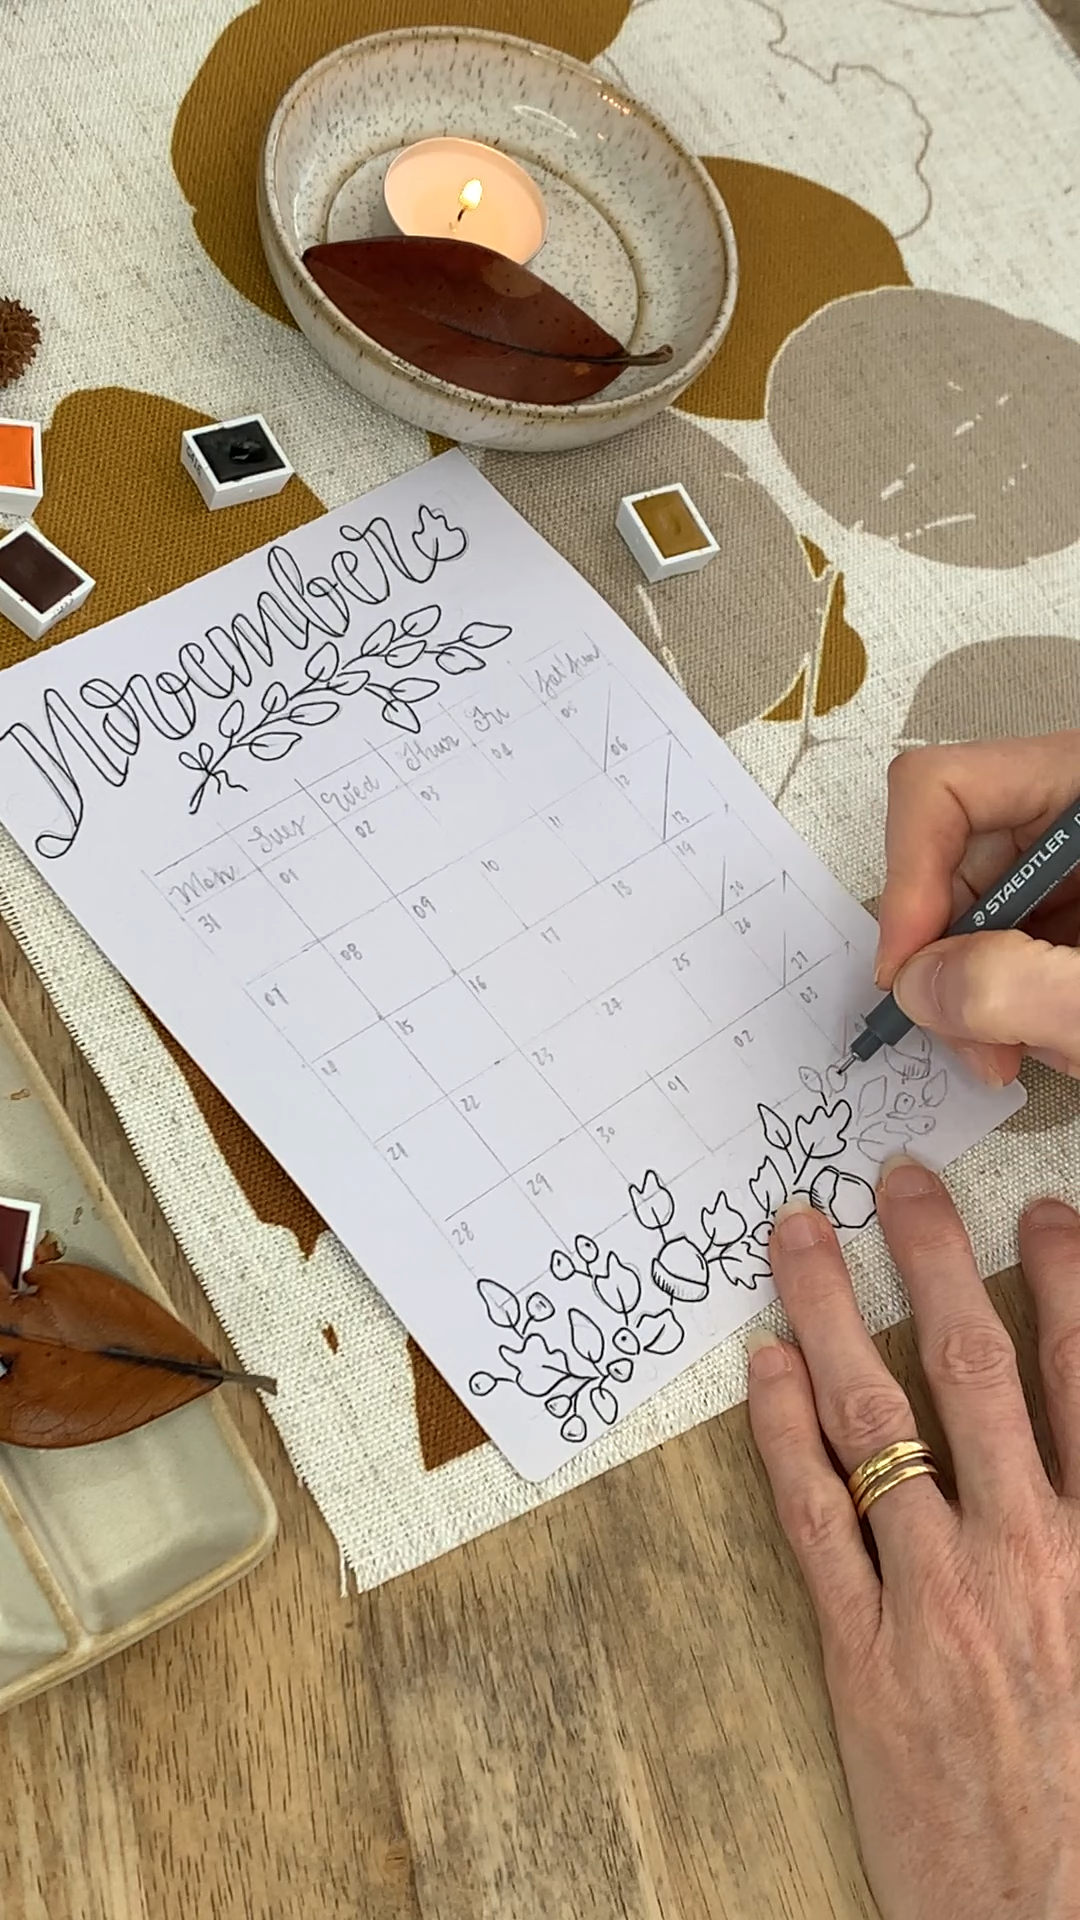 November
Mon Tues Wed Thur Fri Sat Sun
31 01 02 03 04 05 06
07 08 09 10 11 12 13
14 15 16 17 18 19 20
21 22 23 24 25 26 27
28 29 30 01 02 03
STAEDTLER